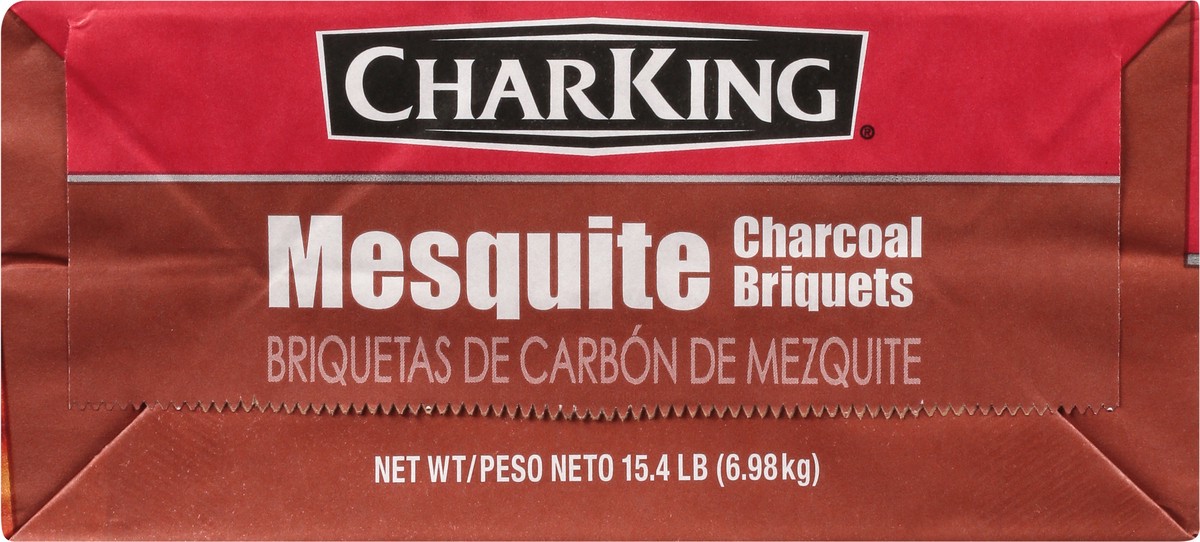 CHARKING®
Mesquite
Charcoal
Briquets
BRIQUETAS DE CARBÓN DE MEZQUITE
NET WT/PESO NETO 15.4 LB (6.98kg)